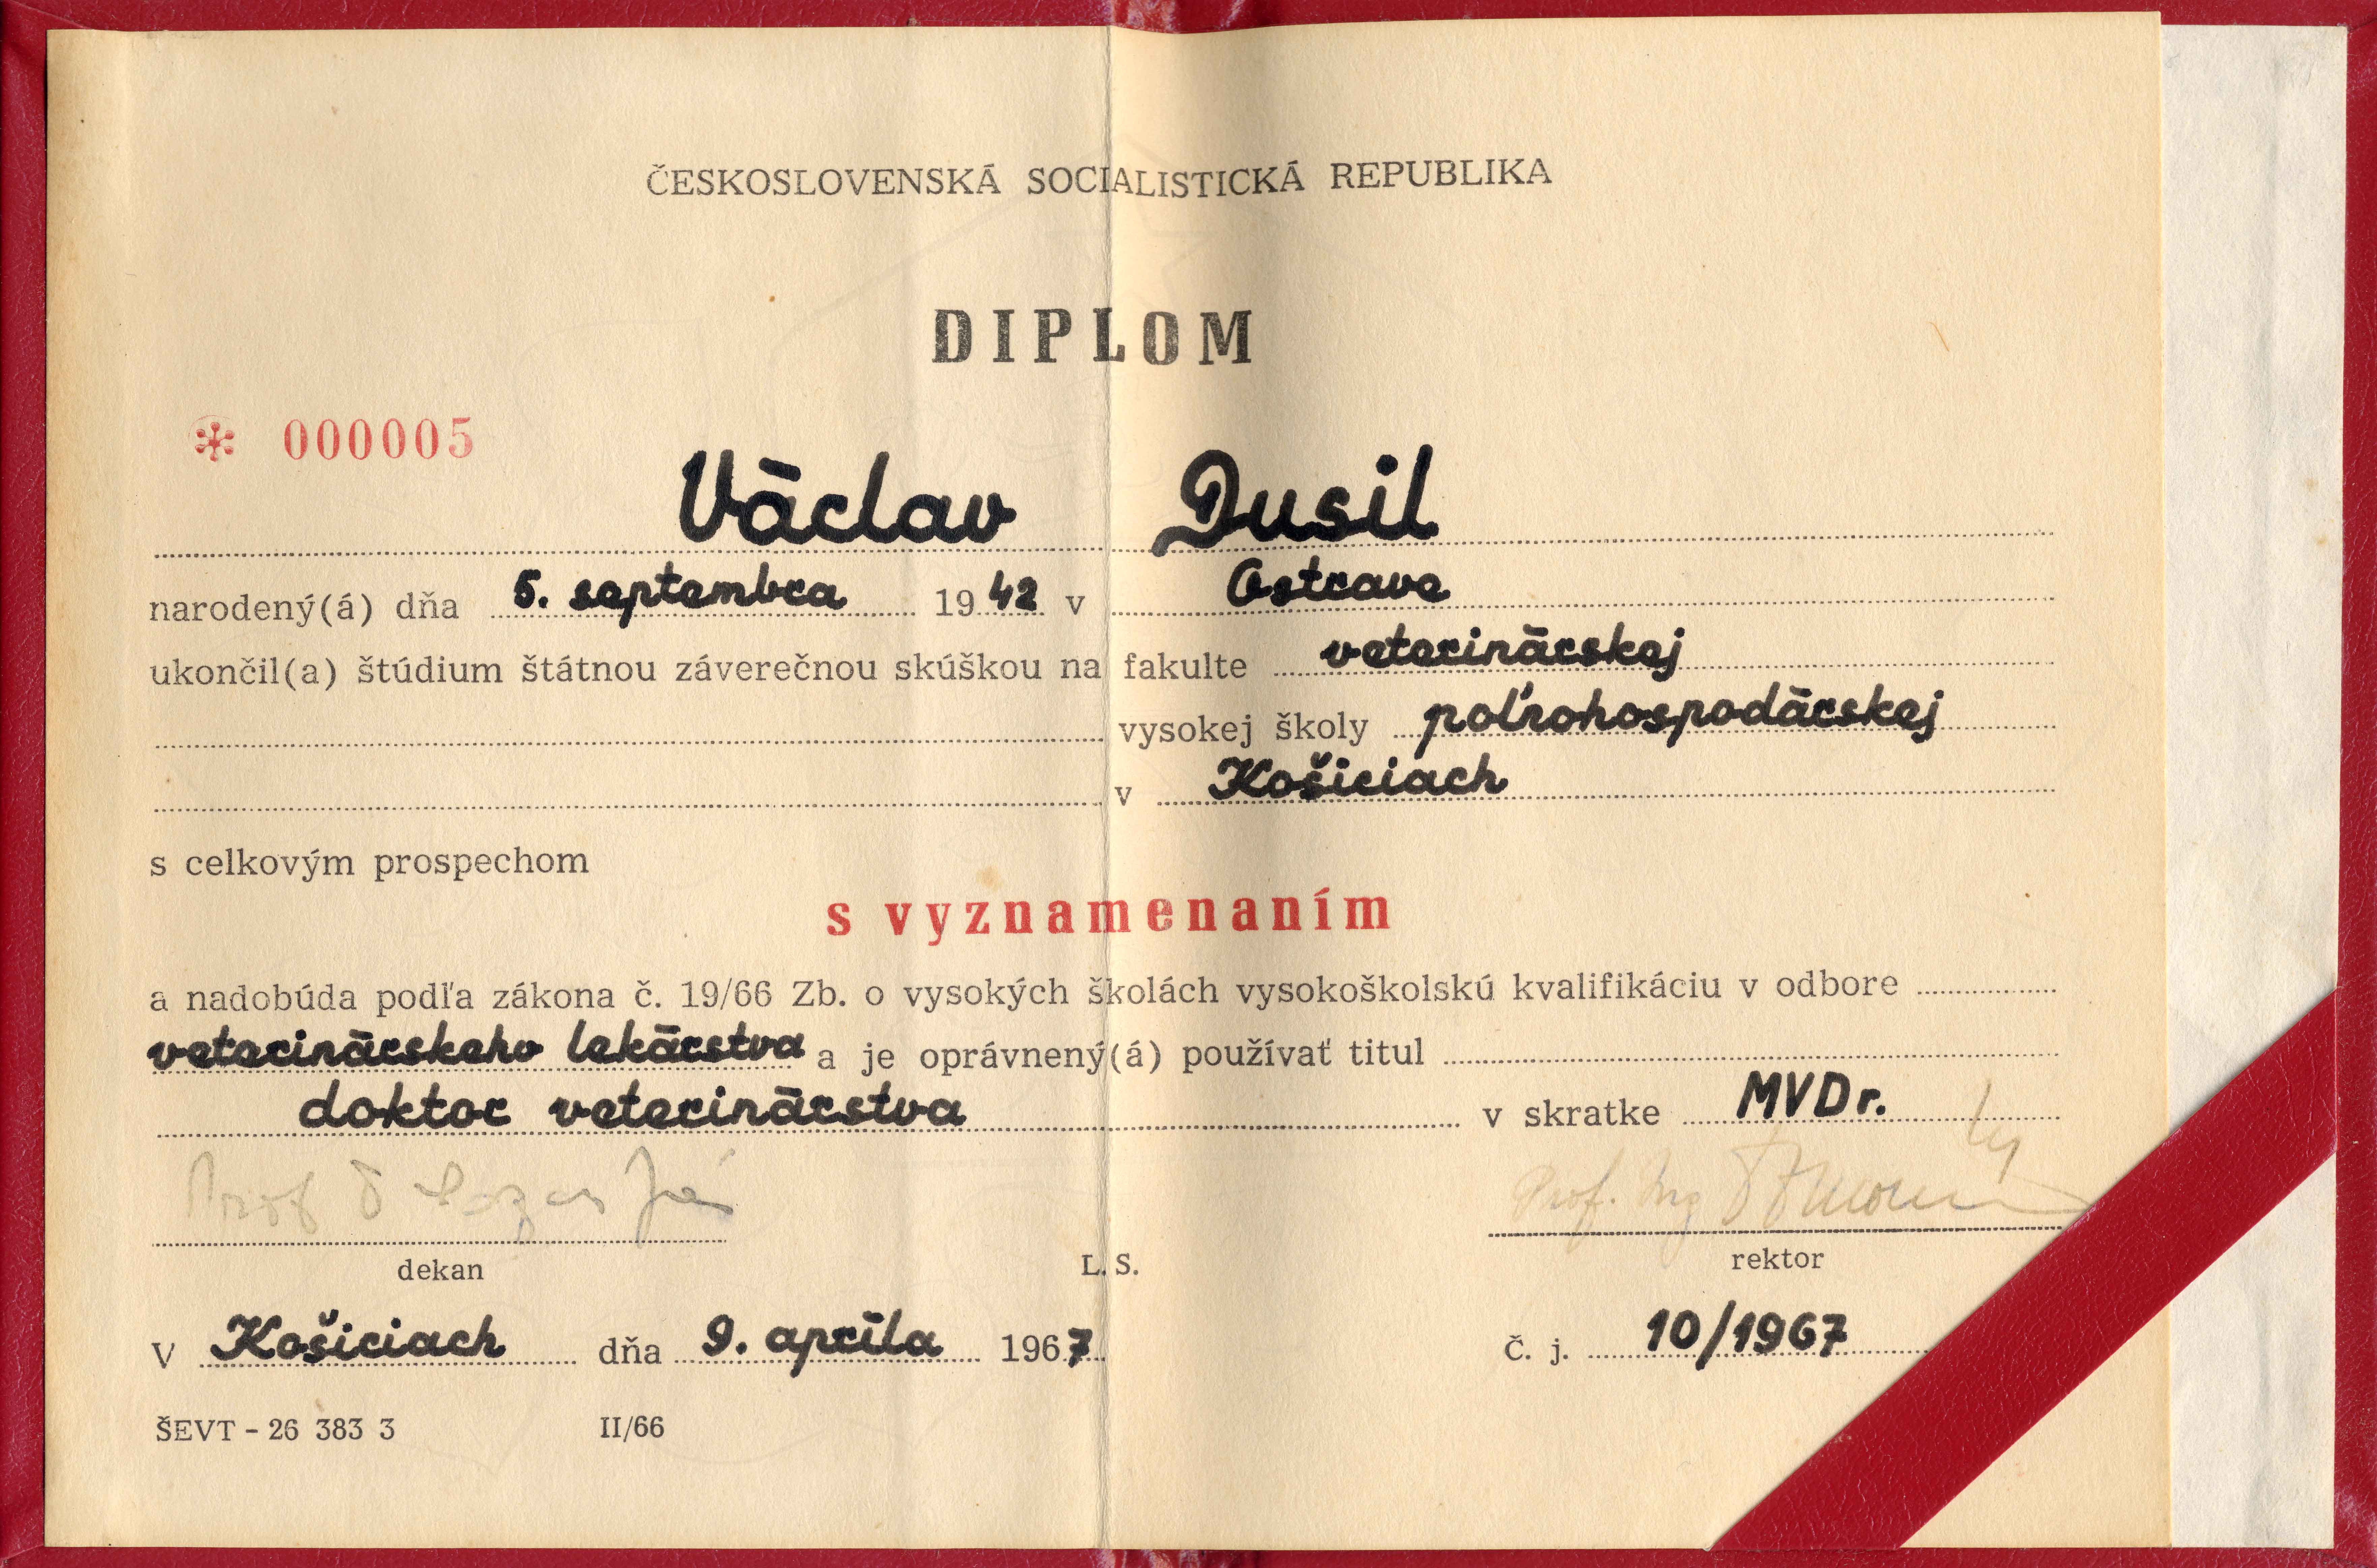 ČESKOSLOVENSKÁ SOCIALISTICKÁ REPUBLIKA
DIPLOM
000005
Václav Dusil
narodený(á) dňa 5. septembra 1942 v Ostrave
ukončil(a) štúdium štátnou záverečnou skúškou na fakulte veterinárskej
vysokej školy poľnohospodárskej
v Košiciach
s celkovým prospechom
s vyznamenaním
a nadobúda podľa zákona č. 19/66 Zb. o vysokých školách vysokoškolskú kvalifikáciu v odbore
veterinárskeho lekárstva a je oprávnený(á) používať titul
doktor veterinárstva v skratke MVDr.
Prof
Prof. Ing
dekan L. S. rektor
V Košiciach dňa 9. apríla 1967 Č. j. 10/1967
ŠEVT - 26 383 3 II/66